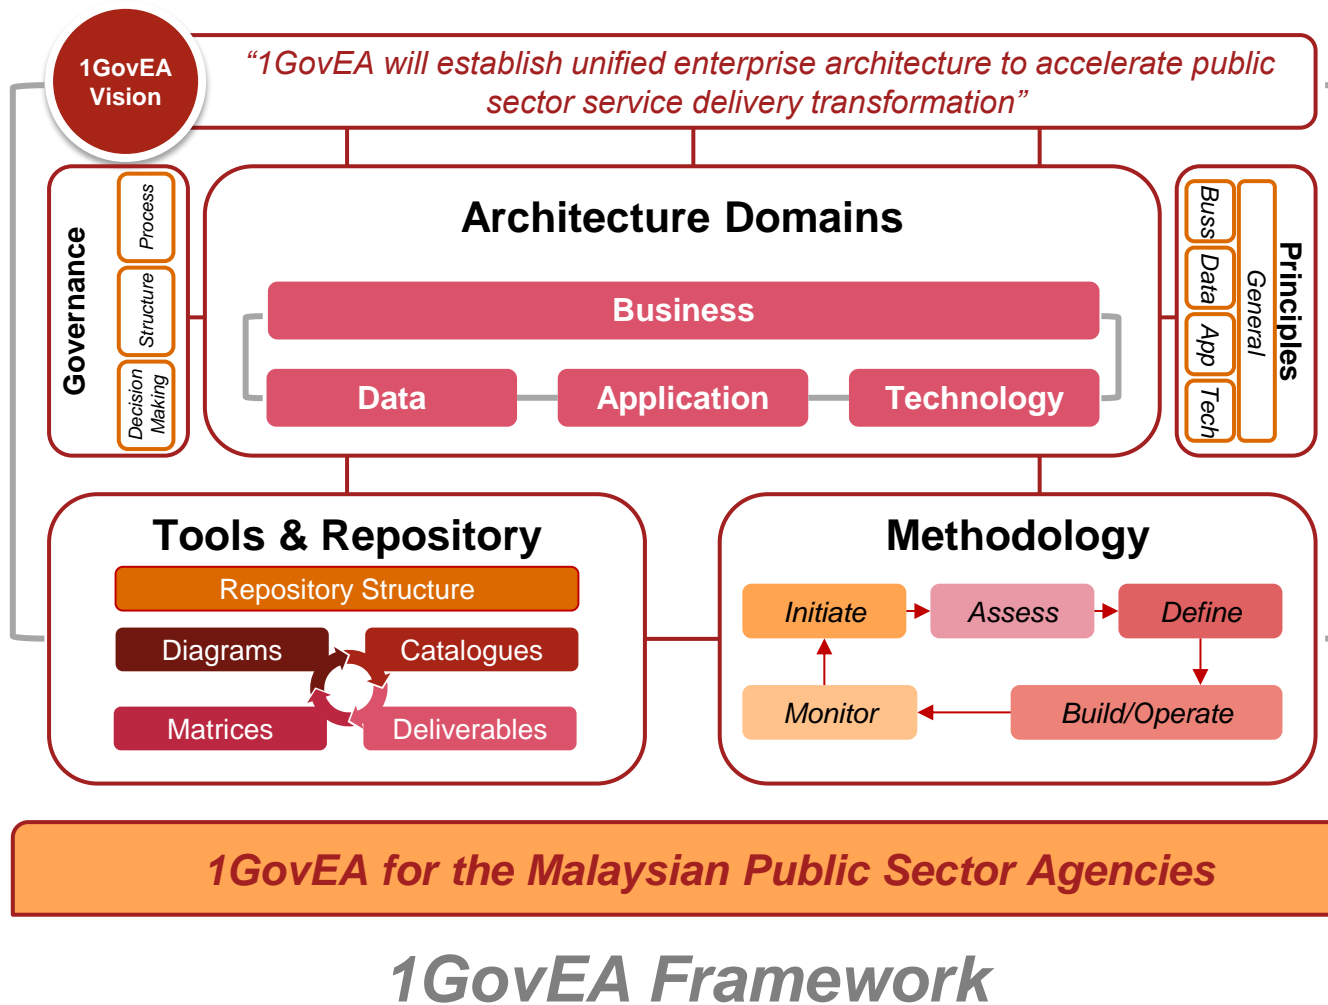 1GovEA
Vision
“1GovEA will establish unified enterprise architecture to accelerate public
sector service delivery transformation”
Governance
Process
Structure
Decision
Making
Architecture Domains
Business
Data
Application
Technology
Principles
General
Buss
Data
App
Tech
Tools & Repository
Repository Structure
Diagrams
Catalogues
Matrices
Deliverables
Methodology
Initiate
Assess
Define
Monitor
Build/Operate
1GovEA for the Malaysian Public Sector Agencies
1GovEA Framework